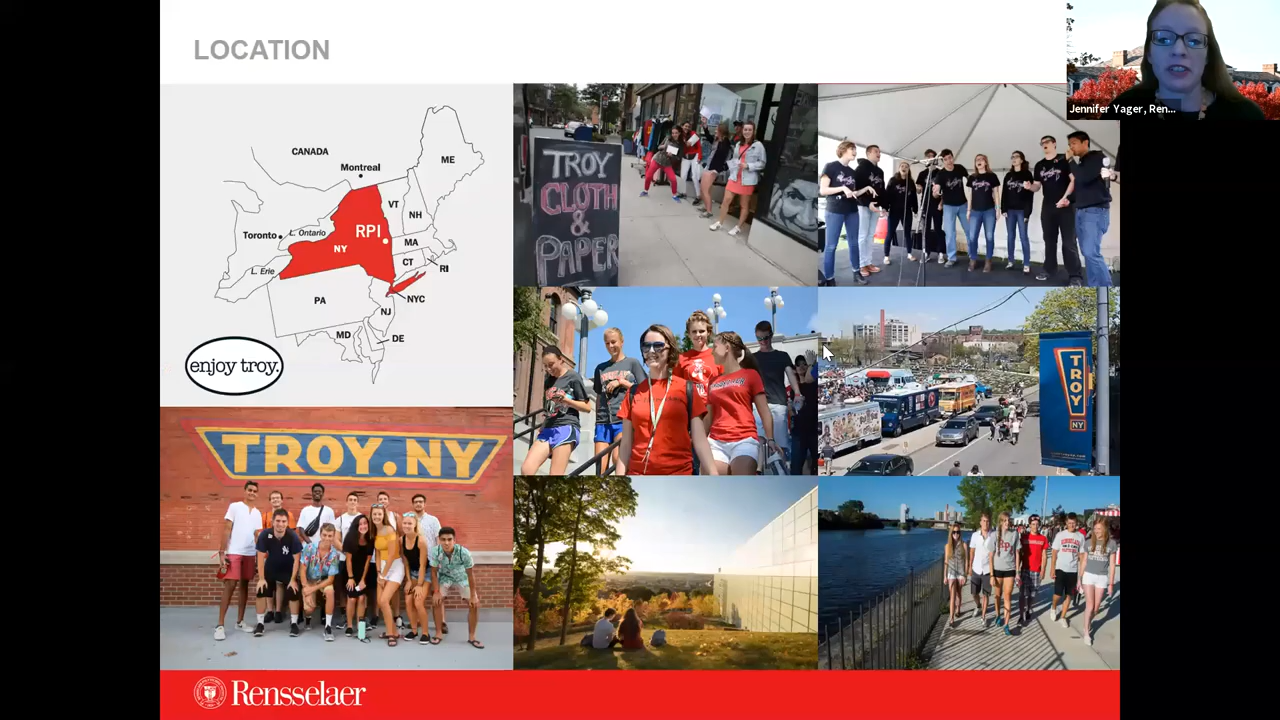 LOCATION
Jennifer Yager, Ren...
CANADA
Montreal
ME
VT
NH
Toronto
L. Ontario
RPI
NY
MA
L. Erie
CT
RI
NYC
PA
NJ
MD
DE
enjoy troy.
TROY
CLOTH
&
PAPER
TROY
NY
TROY.NY
Rensselaer